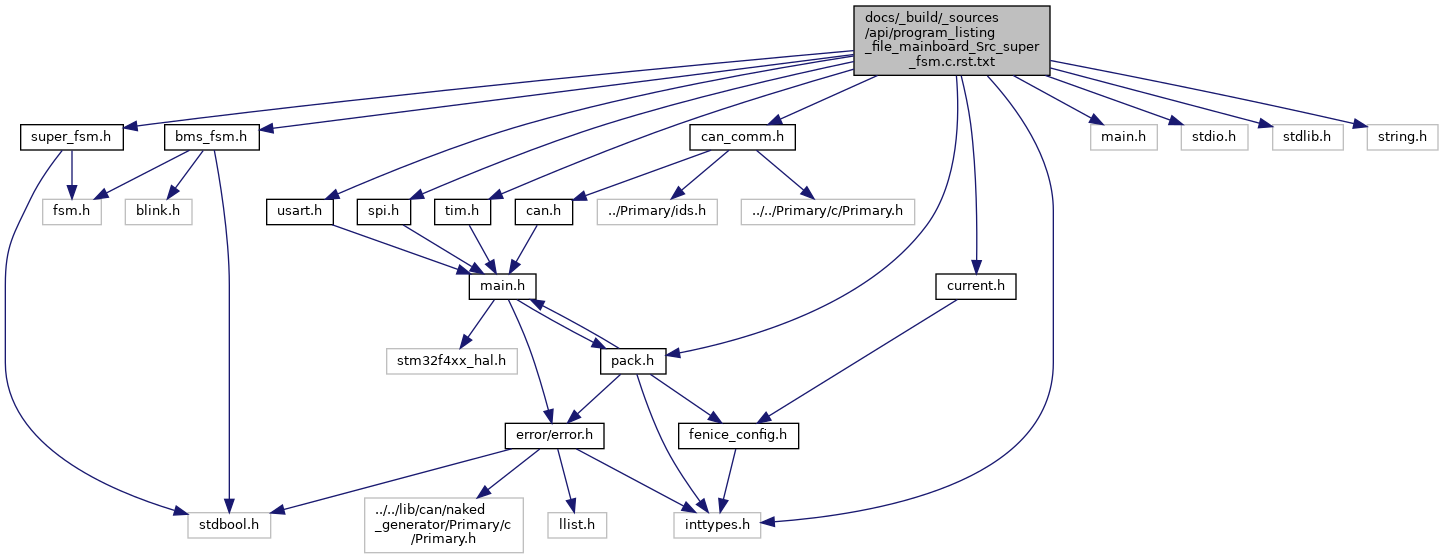 docs/_build/_sources
/api/program_listing
_file_mainboard_Src_super
_fsm.c.rst.txt
super_fsm.h
bms_fsm.h
can_comm.h
main.h
stdio.h
stdlib.h
string.h
fsm.h
blink.h
usart.h
spi.h
tim.h
can.h
../Primary/ids.h
../../Primary/c/Primary.h
main.h
current.h
stm32f4xx_hal.h
pack.h
error/error.h
fenice_config.h
stdbool.h
../../lib/can/naked
_generator/Primary/c
/Primary.h
llist.h
inttypes.h